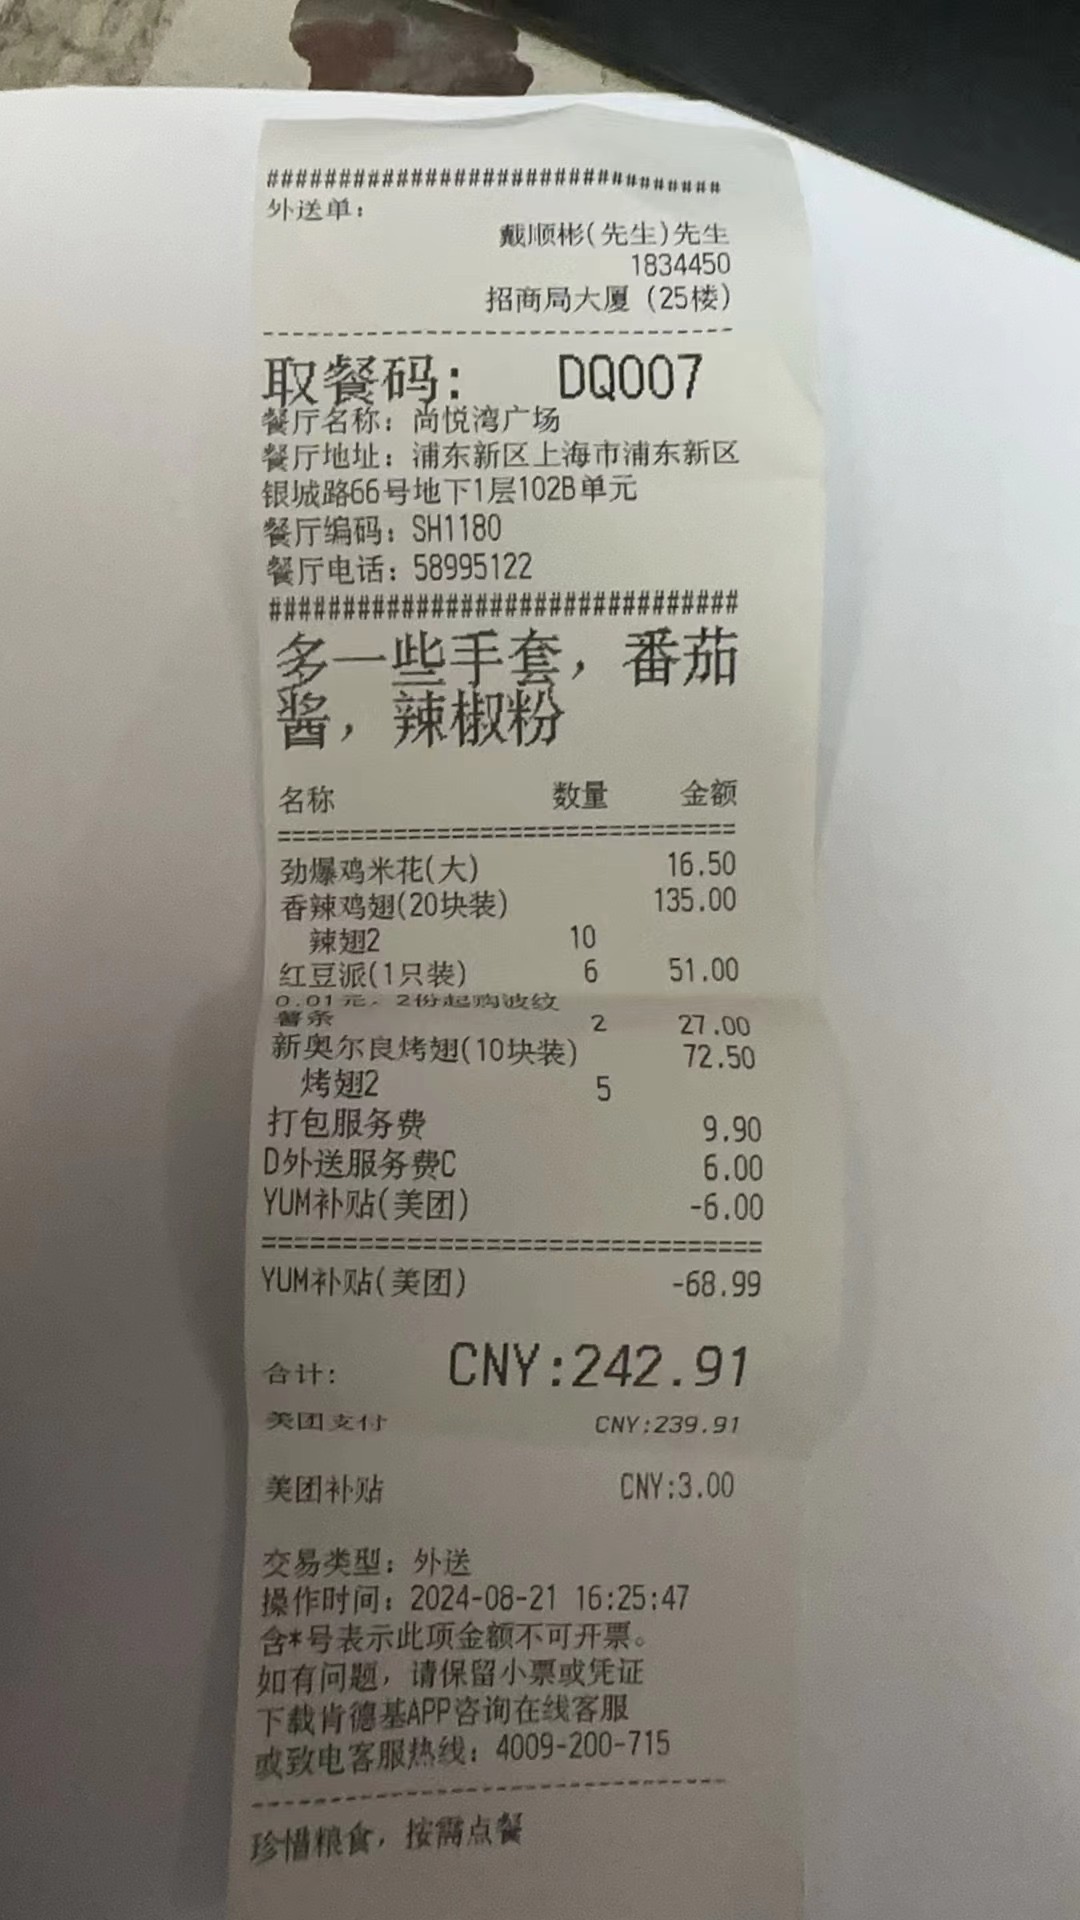 ################################
外送单：
戴顺彬(先生)先生
1834450
招商局大厦（25楼）
--------------------------------
取餐码： DQ007
餐厅名称：尚悦湾广场
餐厅地址：浦东新区上海市浦东新区
银城路66号地下1层102B单元
餐厅编码：SH1180
餐厅电话：58995122
################################
多一些手套，番茄
酱，辣椒粉
名称 数量 金额
================================
劲爆鸡米花(大) 16.50
香辣鸡翅(20块装) 135.00
辣翅2 10
红豆派(1只装) 6 51.00
0.01元，2份起购波纹
薯条 2 27.00
新奥尔良烤翅(10块装) 72.50
烤翅2 5
打包服务费 9.90
D外送服务费C 6.00
YUM补贴(美团) -6.00
================================
YUM补贴(美团) -68.99
合计: CNY:242.91
美团支付 CNY:239.91
美团补贴 CNY:3.00
交易类型：外送
操作时间：2024-08-21 16:25:47
含*号表示此项金额不可开票。
如有问题，请保留小票或凭证
下载肯德基APP咨询在线客服
或致电客服热线：4009-200-715
--------------------------------
珍惜粮食，按需点餐